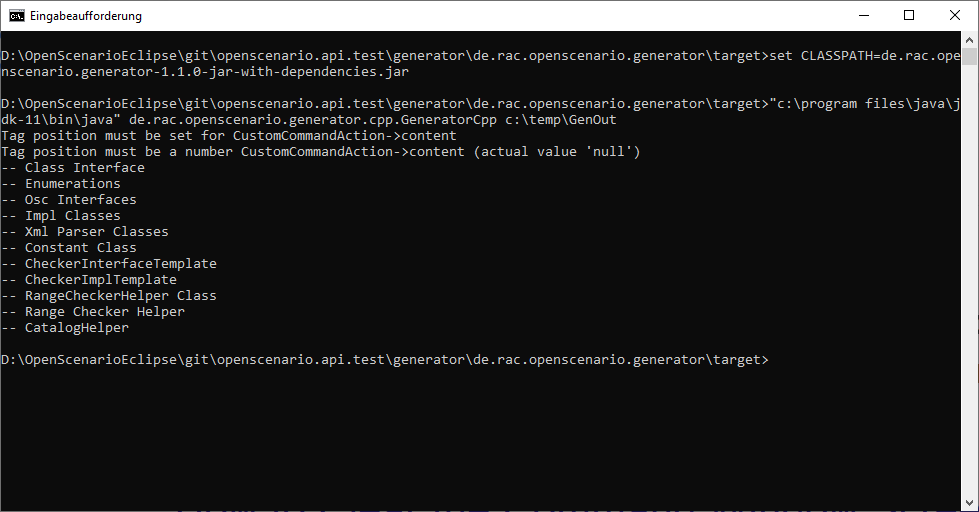 Eingabeaufforderung
D:\OpenScenarioEclipse\git\openscenario.api.test\generator\de.rac.openscenario.generator\target>set CLASSPATH=de.rac.ope
nscenario.generator-1.1.0-jar-with-dependencies.jar
D:\OpenScenarioEclipse\git\openscenario.api.test\generator\de.rac.openscenario.generator\target>"c:\program files\java\j
dk-11\bin\java" de.rac.openscenario.generator.cpp.GeneratorCpp c:\temp\GenOut
Tag position must be set for CustomCommandAction->content
Tag position must be a number CustomCommandAction->content (actual value 'null')
-- Class Interface
-- Enumerations
-- Osc Interfaces
-- Impl Classes
-- Xml Parser Classes
-- Constant Class
-- CheckerInterfaceTemplate
-- CheckerImplTemplate
-- RangeCheckerHelper Class
-- Range Checker Helper
-- CatalogHelper
D:\OpenScenarioEclipse\git\openscenario.api.test\generator\de.rac.openscenario.generator\target>